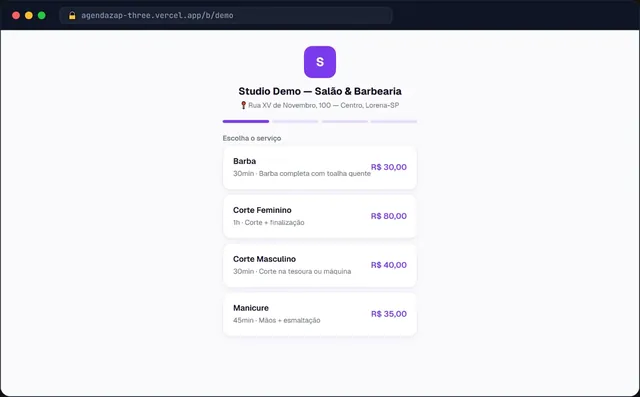 agendazap-three.vercel.app/b/demo
S
Studio Demo — Salão & Barbearia
Rua XV de Novembro, 100 — Centro, Lorena-SP
Escolha o serviço
Barba
30min · Barba completa com toalha quente
R$ 30,00
Corte Feminino
1h · Corte + finalização
R$ 80,00
Corte Masculino
30min · Corte na tesoura ou máquina
R$ 40,00
Manicure
45min · Mãos + esmaltação
R$ 35,00